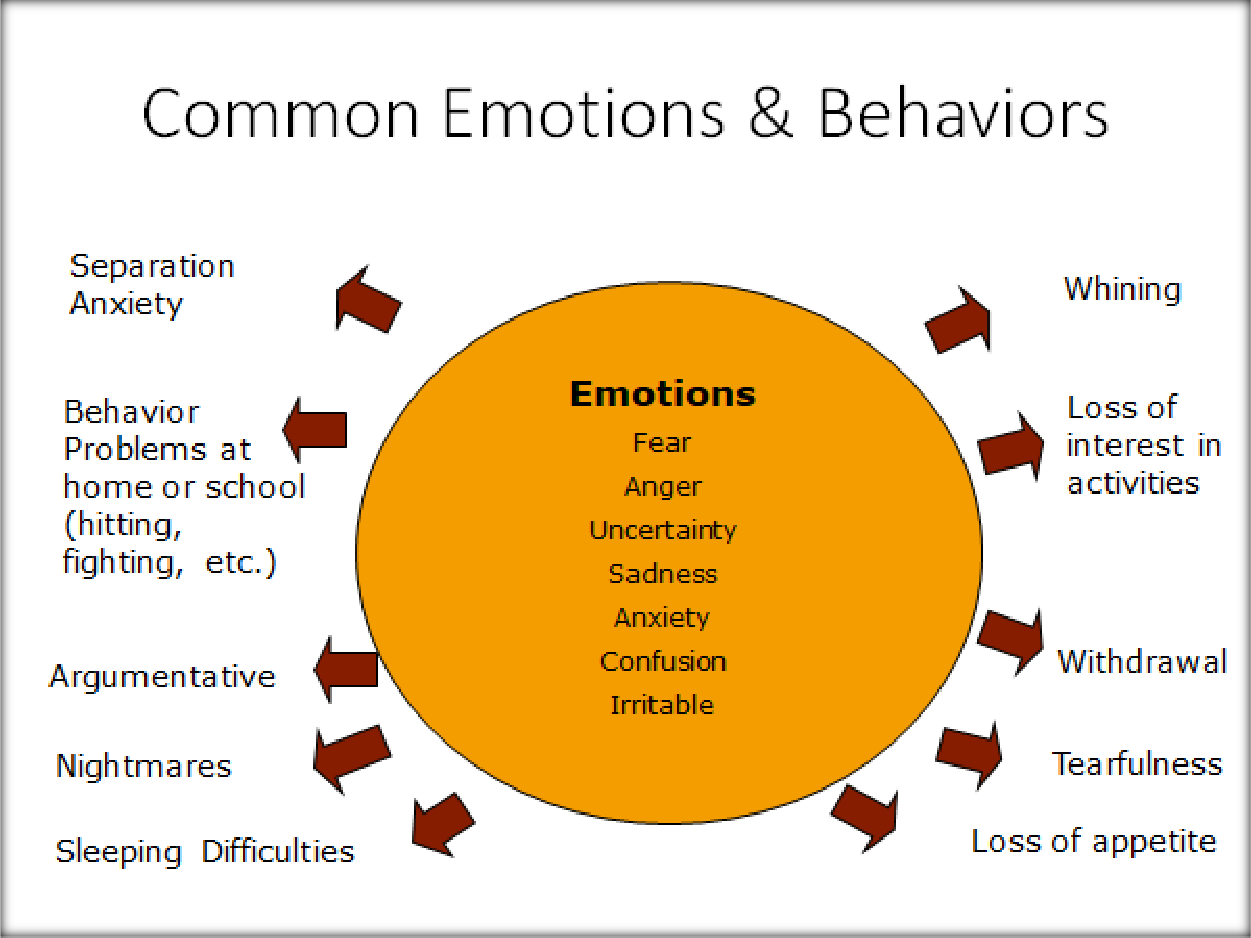 Common Emotions & Behaviors
Separation
Anxiety
Behavior
Problems at
home or school
(hitting,
fighting, etc.)
Argumentative
Nightmares
Sleeping Difficulties
Emotions
Fear
Anger
Uncertainty
Sadness
Anxiety
Confusion
Irritable
Whining
Loss of
interest in
activities
Withdrawal
Tearfulness
Loss of appetite